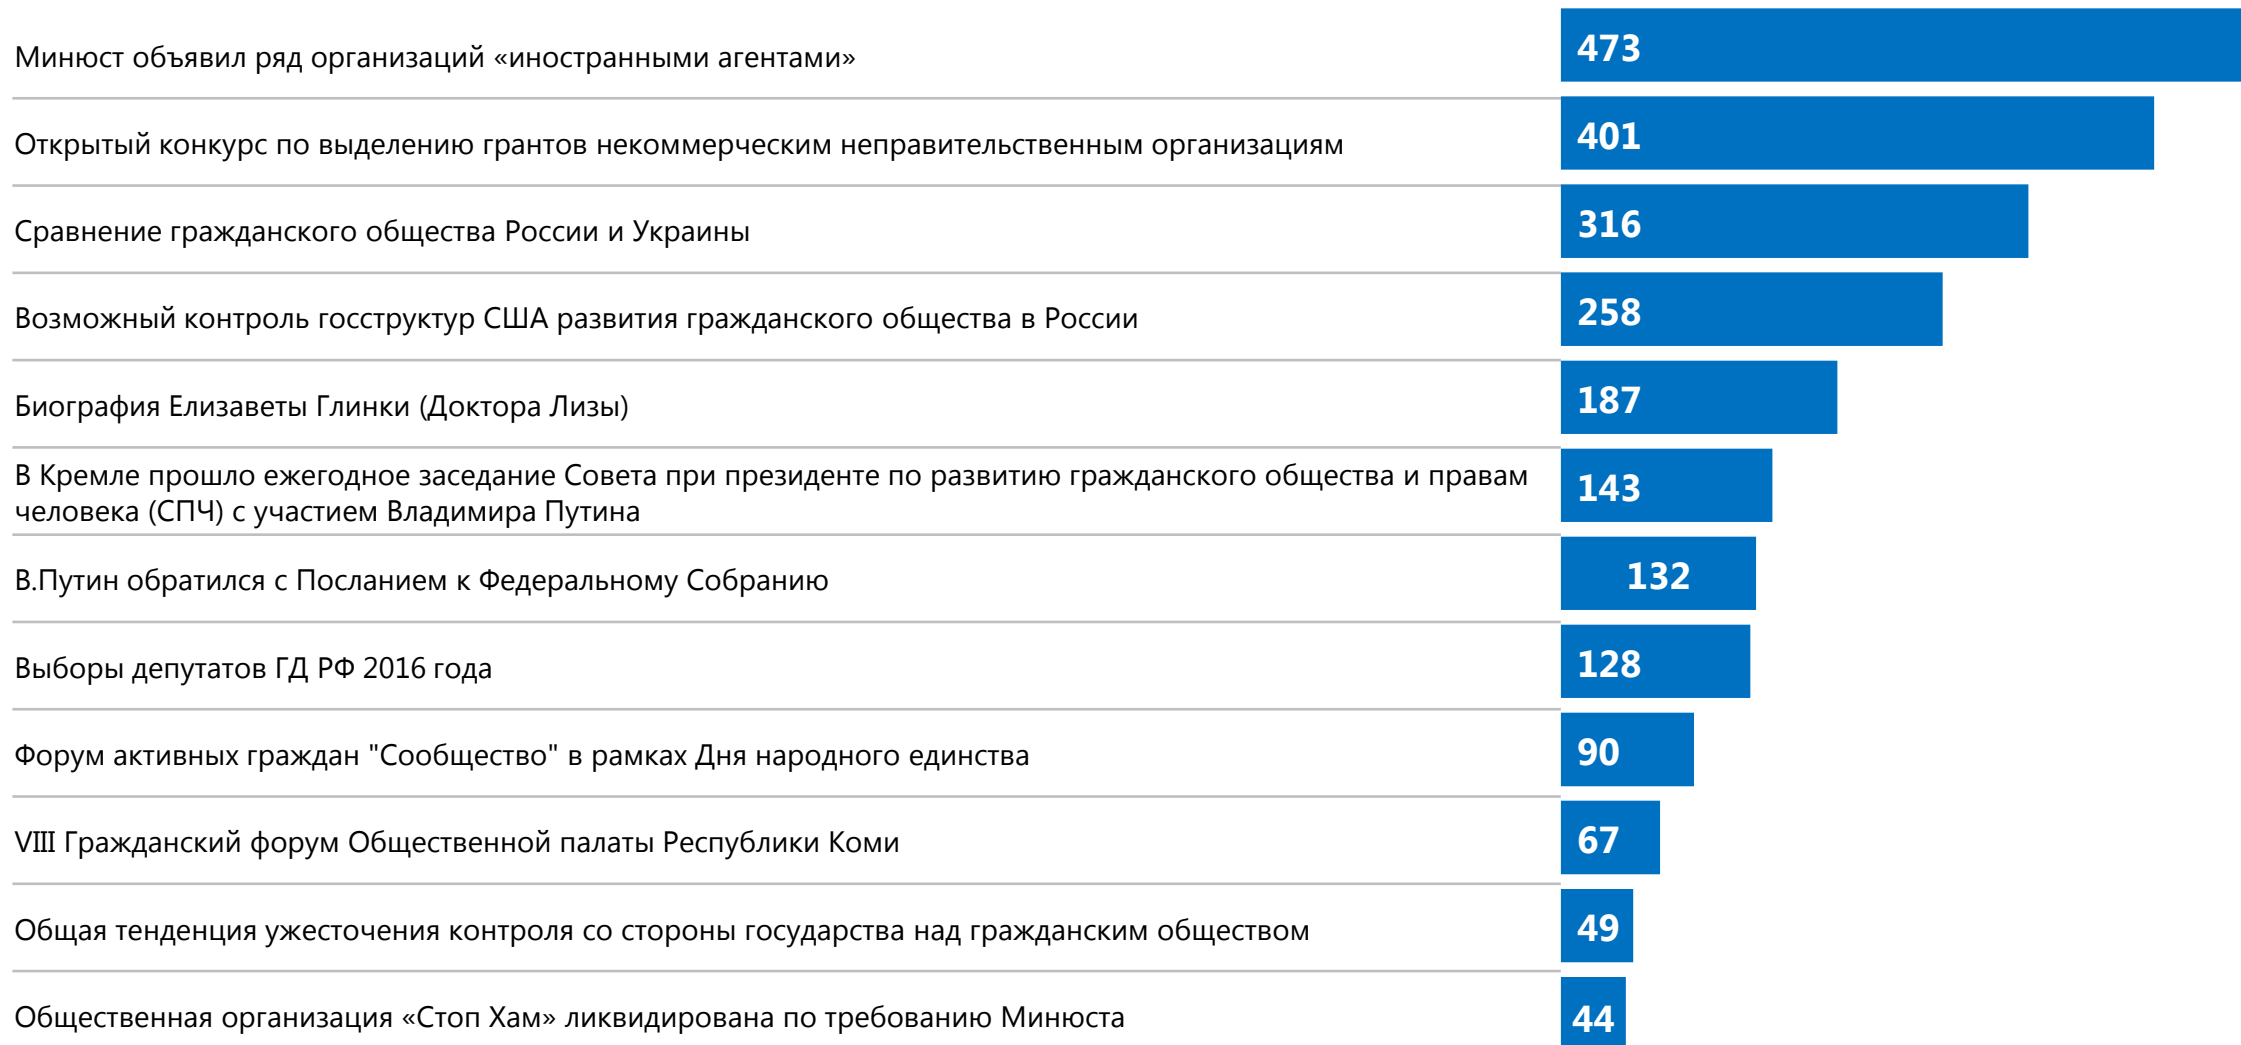 Минюст объявил ряд организаций «иностранными агентами» 473
Открытый конкурс по выделению грантов некоммерческим неправительственным организациям 401
Сравнение гражданского общества России и Украины 316
Возможный контроль госструктур США развития гражданского общества в России 258
Биография Елизаветы Глинки (Доктора Лизы) 187
В Кремле прошло ежегодное заседание Совета при президенте по развитию гражданского общества и правам
человека (СПЧ) с участием Владимира Путина 143
В.Путин обратился с Посланием к Федеральному Собранию 132
Выборы депутатов ГД РФ 2016 года 128
Форум активных граждан "Сообщество" в рамках Дня народного единства 90
VIII Гражданский форум Общественной палаты Республики Коми 67
Общая тенденция ужесточения контроля со стороны государства над гражданским обществом 49
Общественная организация «Стоп Хам» ликвидирована по требованию Минюста 44